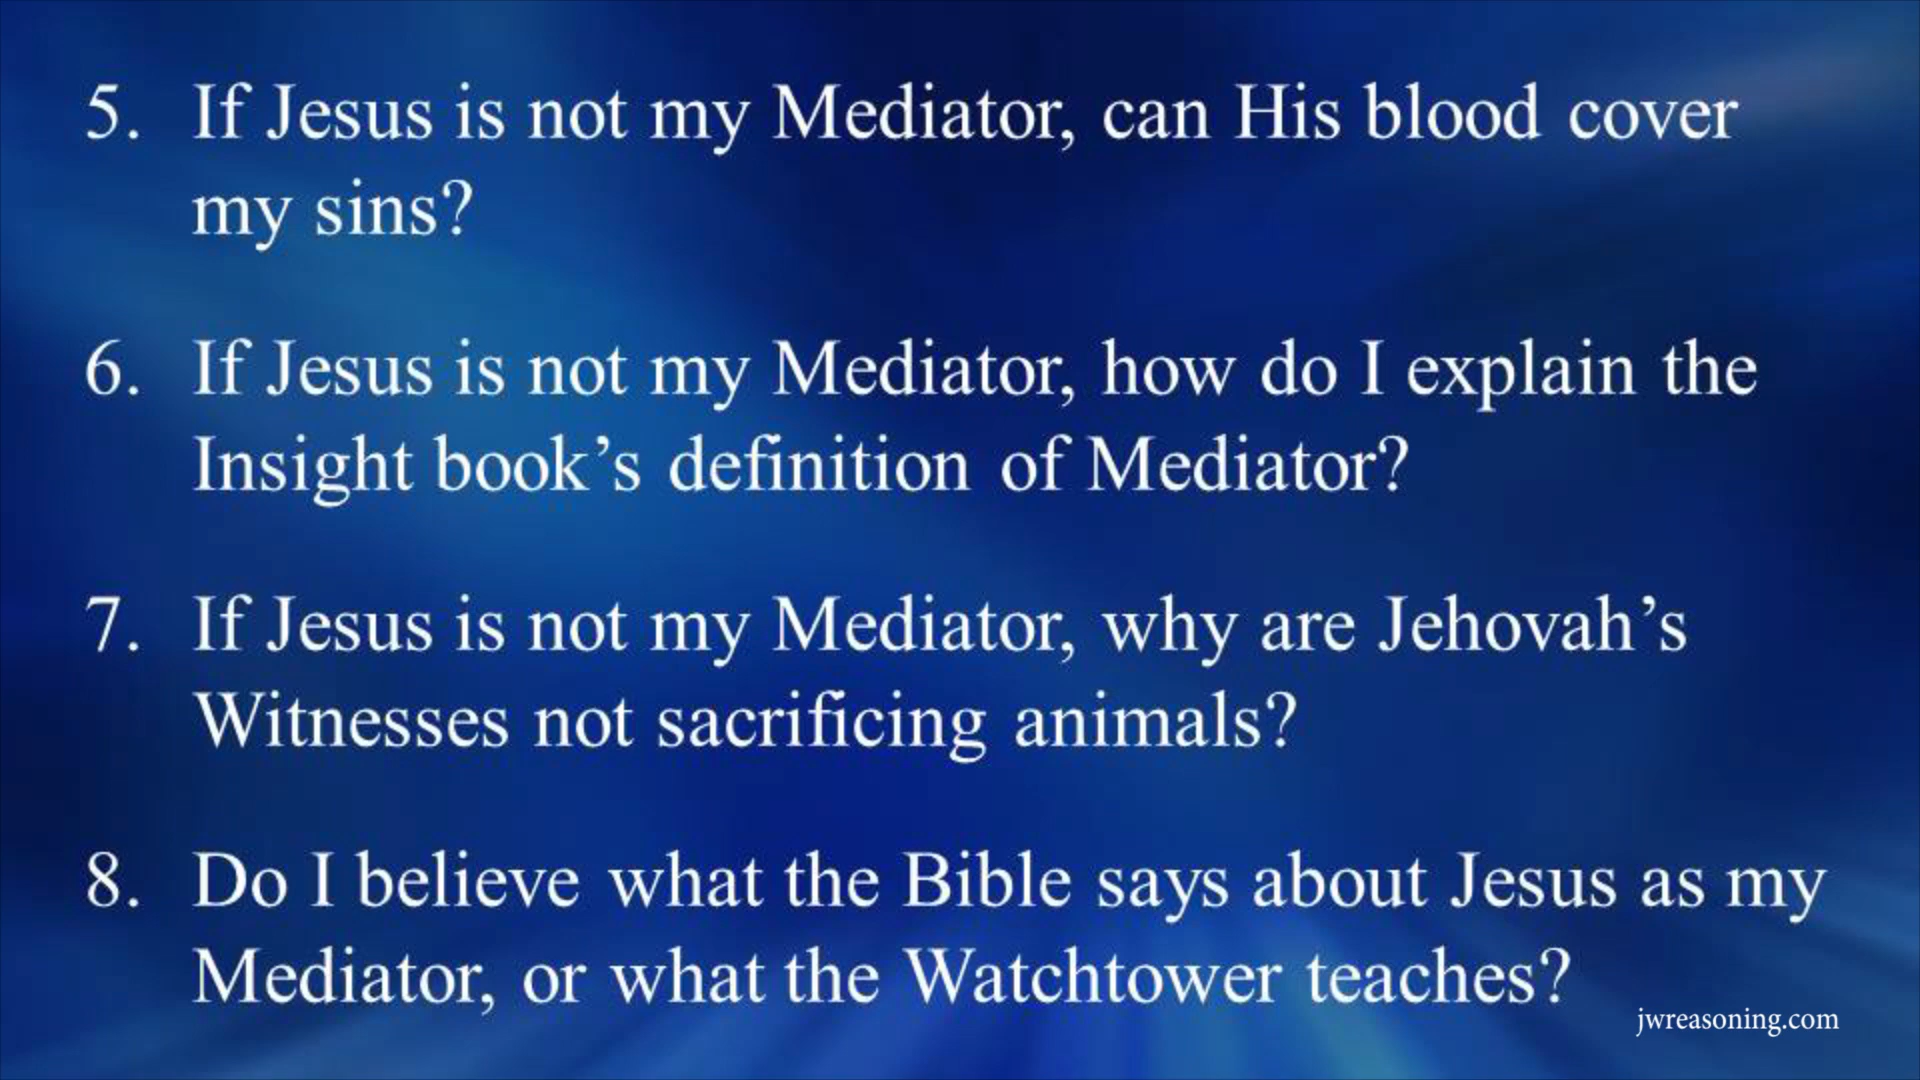 5. If Jesus is not my Mediator, can His blood cover
my sins?
6. If Jesus is not my Mediator, how do I explain the
Insight book’s definition of Mediator?
7. If Jesus is not my Mediator, why are Jehovah’s
Witnesses not sacrificing animals?
8. Do I believe what the Bible says about Jesus as my
Mediator, or what the Watchtower teaches?
jwreasoning.com